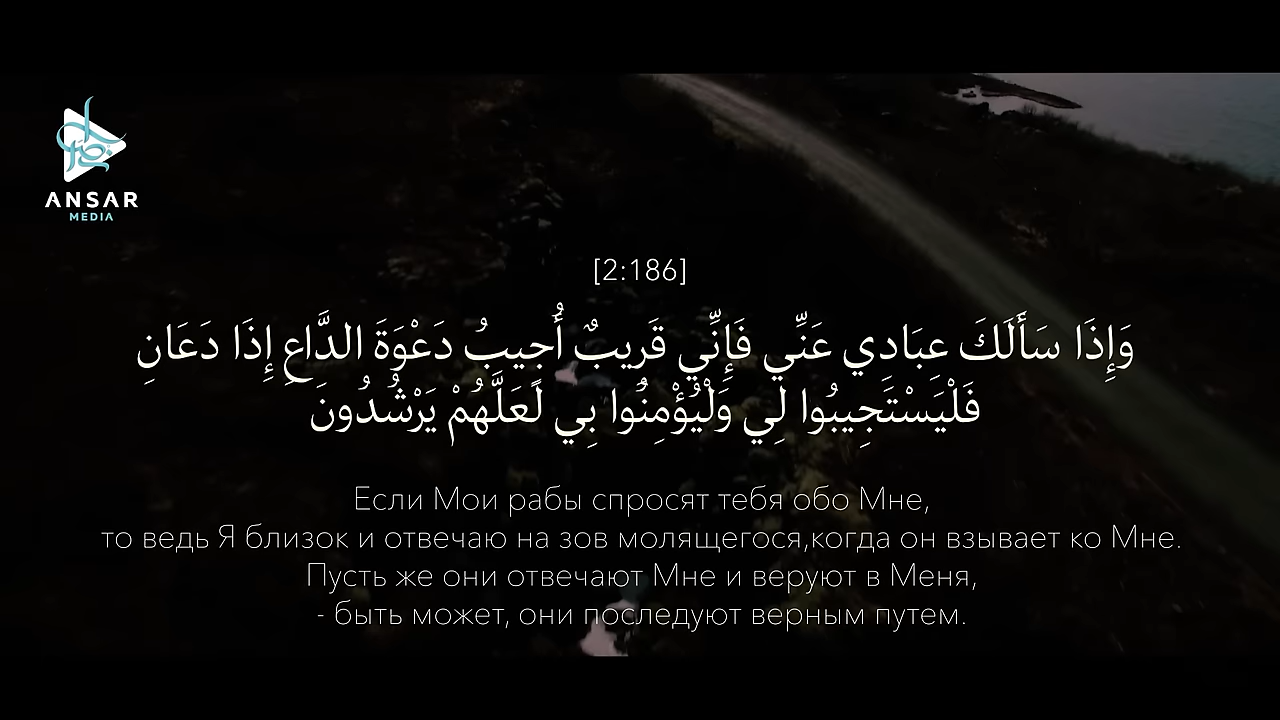 ANSAR
MEDIA
[2:186]
وَإِذَا سَأَلَكَ عِبَادِي عَنِّي فَإِنِّي قَرِيبٌ أُجِيبُ دَعْوَةَ الدَّاعِ إِذَا دَعَانِ
فَلْيَسْتَجِيبُوا لِي وَلْيُؤْمِنُوا بِي لَعَلَّهُمْ يَرْشُدُونَ
Если Мои рабы спросят тебя обо Мне,
то ведь Я близок и отвечаю на зов молящегося,когда он взывает ко Мне.
Пусть же они отвечают Мне и веруют в Меня,
- быть может, они последуют верным путем.